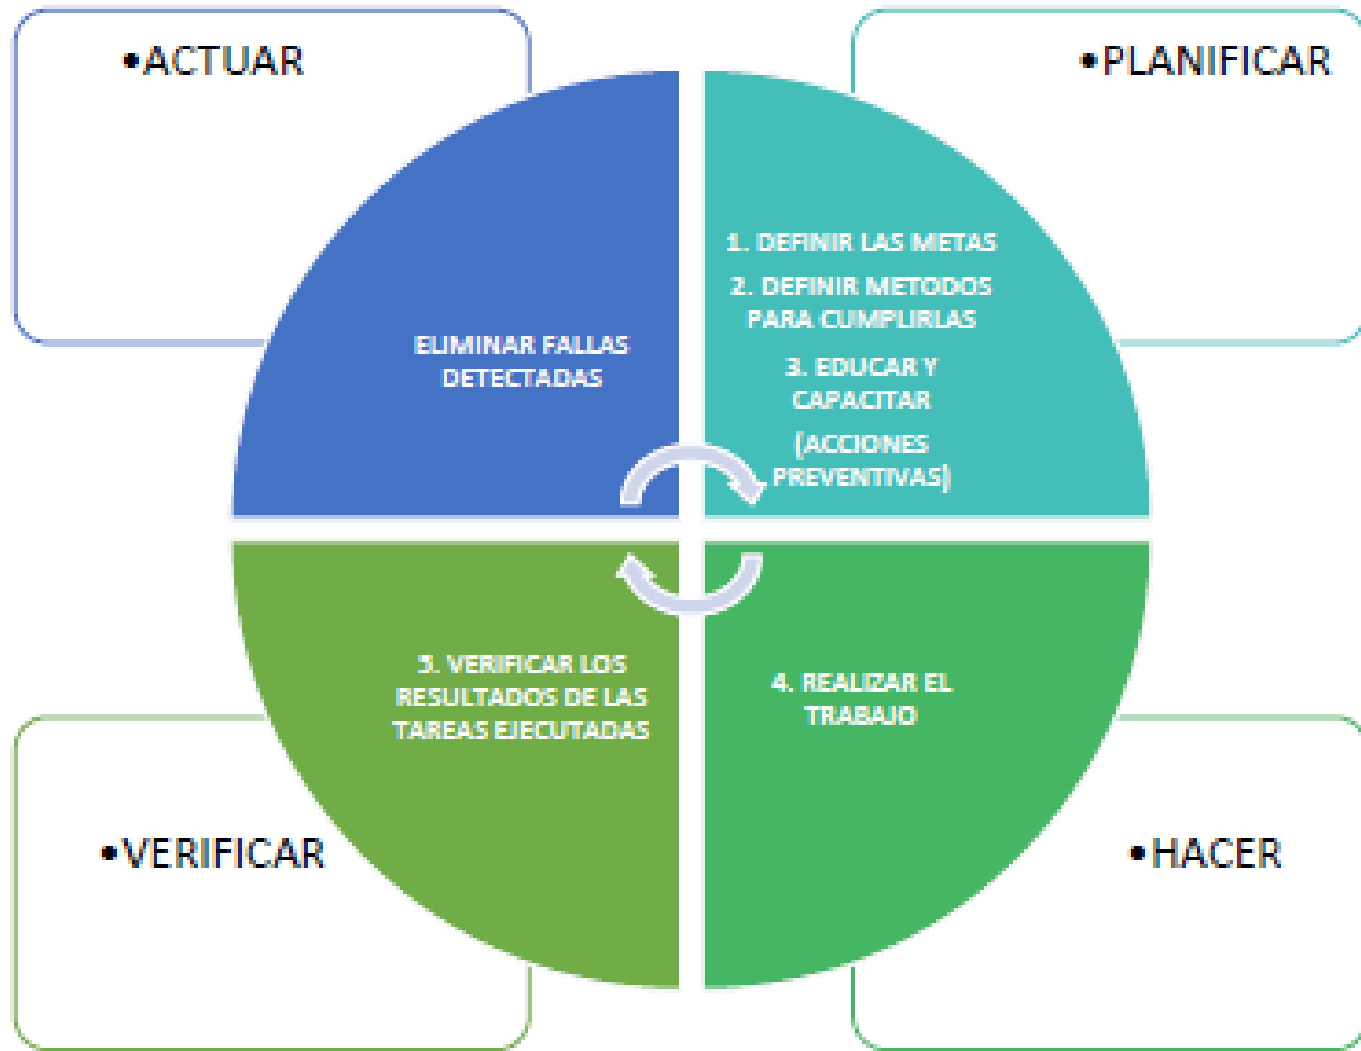 •ACTUAR
•PLANIFICAR
ELIMINAR FALLAS
DETECTADAS
1. DEFINIR LAS METAS
2. DEFINIR METODOS
PARA CUMPLIRLAS
3. EDUCAR Y
CAPACITAR
(ACCIONES
PREVENTIVAS)
5. VERIFICAR LOS
RESULTADOS DE LAS
TAREAS EJECUTADAS
4. REALIZAR EL
TRABAJO
•VERIFICAR
•HACER